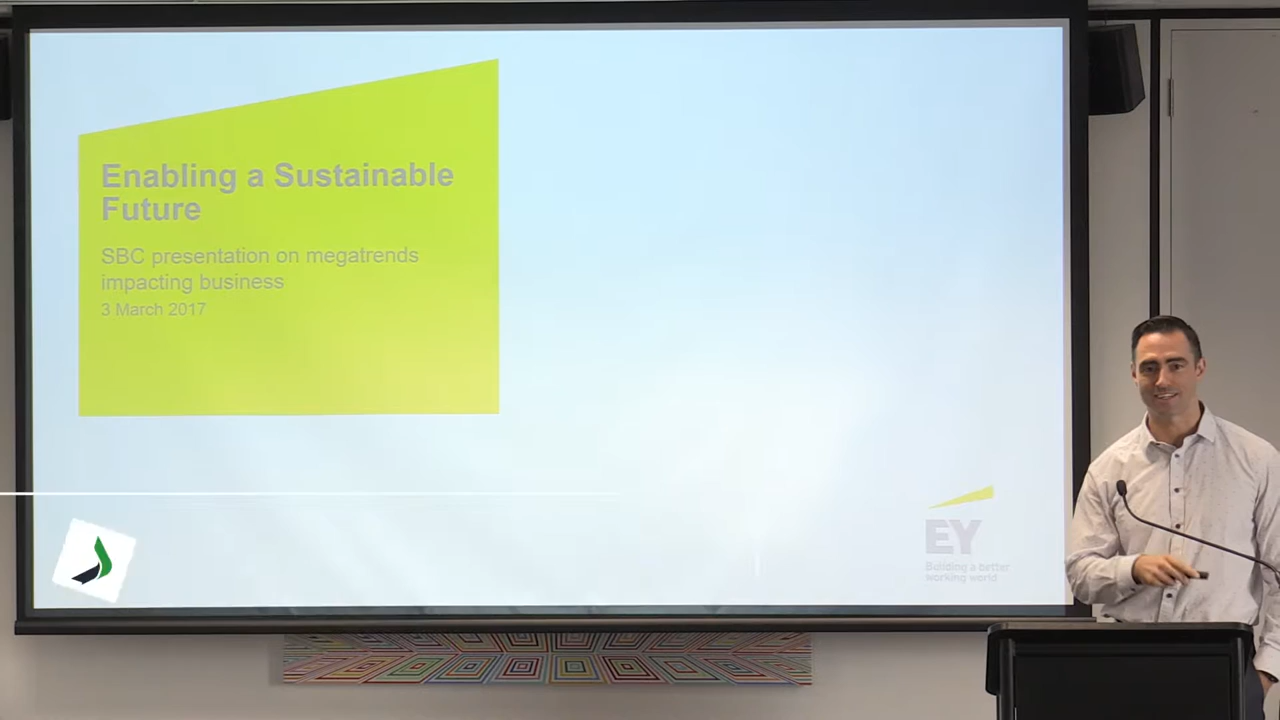 Enabling a Sustainable
Future
SBC presentation on megatrends
impacting business
3 March 2017
EY
Building a better
working world